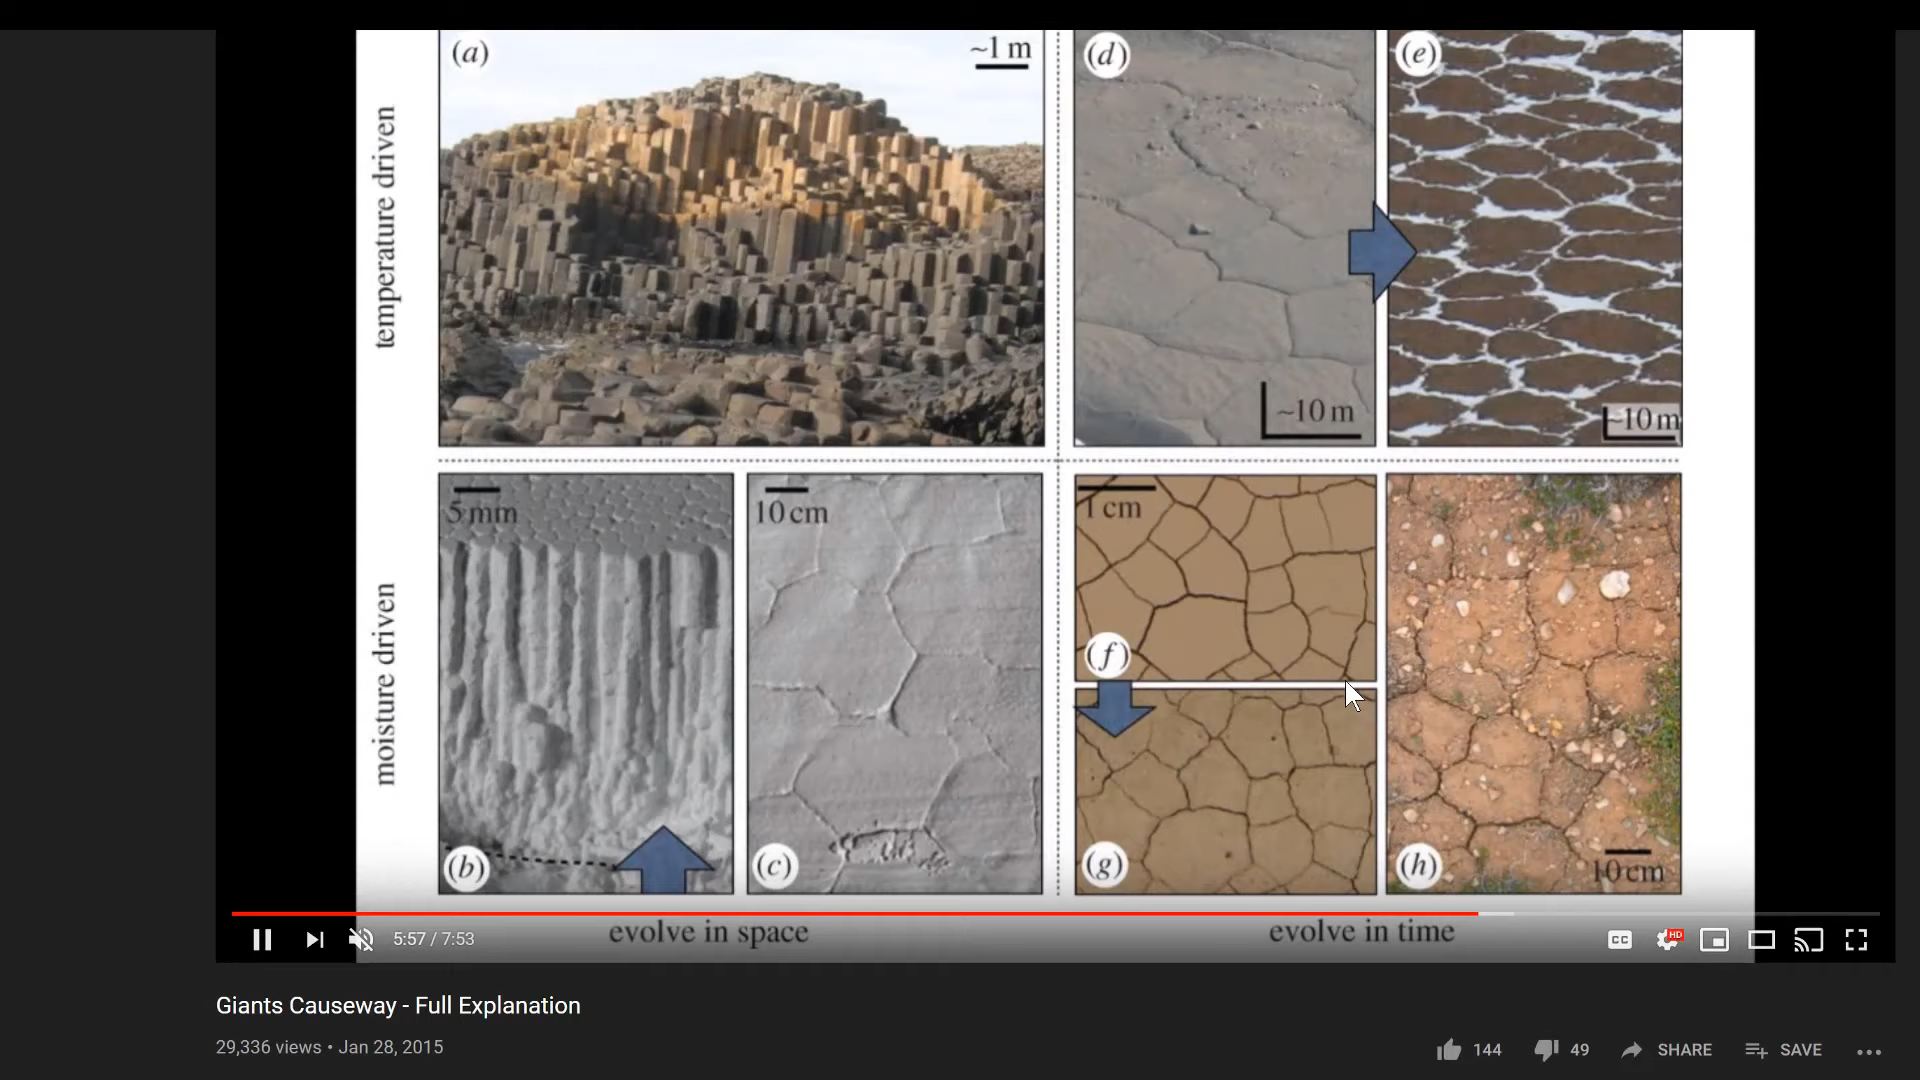 temperature driven
(a)
~1 m
(d)
~10 m
(e)
~10 m
moisture driven
5 mm
(b)
10 cm
(c)
1 cm
(f)
(g)
(h)
10 cm
evolve in space
evolve in time
5:57 / 7:53
CC
HD
Giants Causeway - Full Explanation
29,336 views • Jan 28, 2015
144
49
SHARE
SAVE